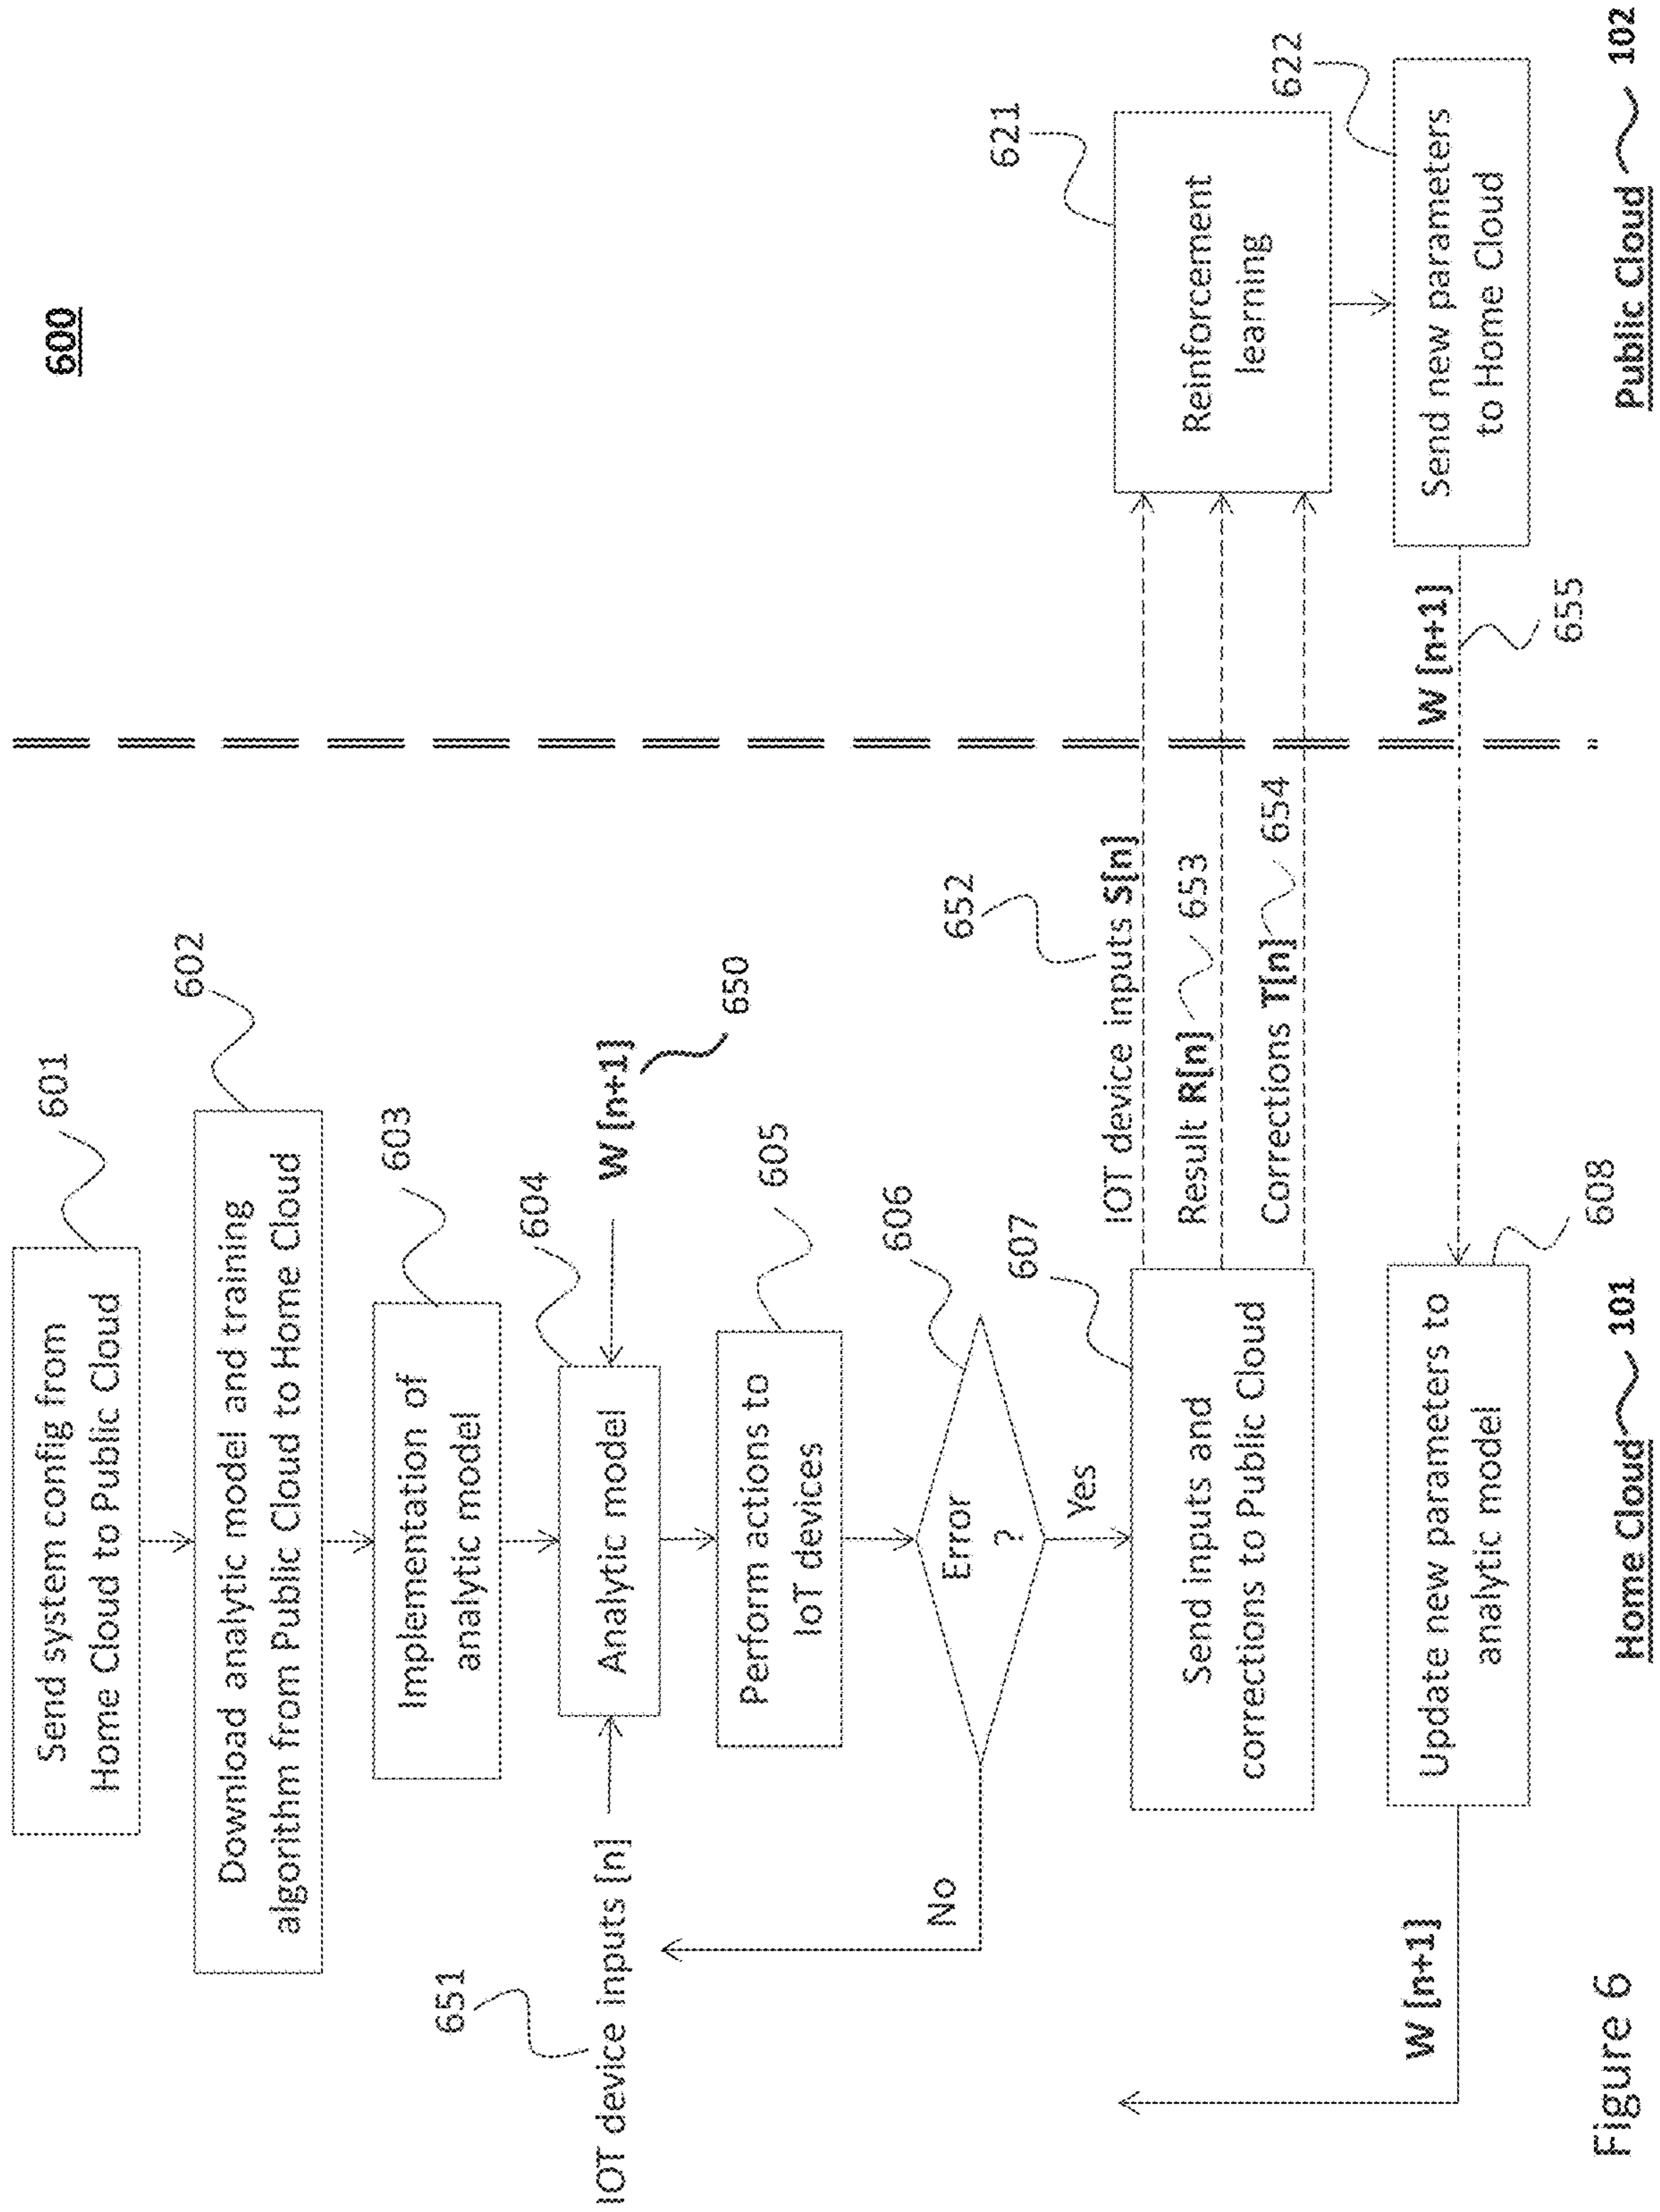 600
601
Send system config from
Home Cloud to Public Cloud
602
Download analytic model and training
algorithm from Public Cloud to Home Cloud
603
Implementation of
analytic model
604
651
IOT device inputs [n]
Analytic model
W [n+1]
650
605
Perform actions to
IoT devices
606
Error
?
No
Yes
607
Send inputs and
corrections to Public Cloud
652
IOT device inputs S[n]
Result R[n]
653
Corrections T[n]
654
621
Reinforcement
learning
622
Send new parameters
to Home Cloud
W [n+1]
655
608
Update new parameters to
analytic model
W [n+1]
Figure 6
Home Cloud
101
Public Cloud
102